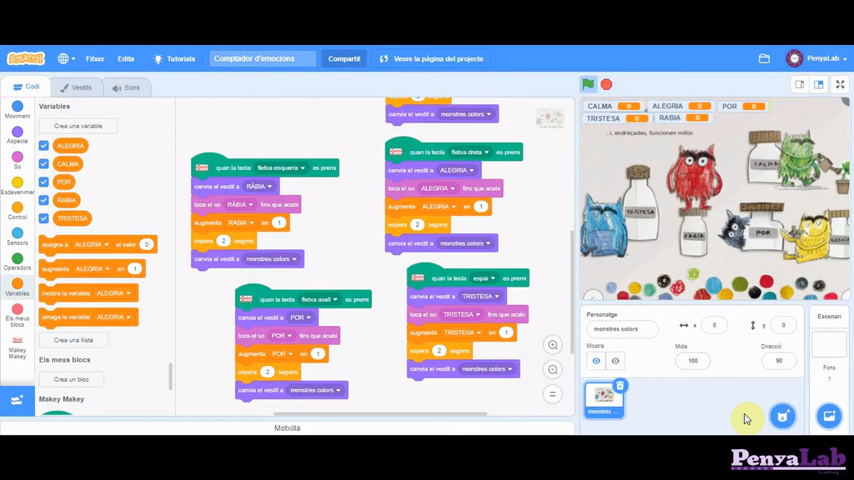 SCRATCH
Fitxer
Edita
Tutorials
Comptador d'emocions
Compartir
Veure la pàgina del projecte
PenyaLab
Codi
Vestits
Sons
Moviment
Aspecte
So
Esdeveniments
Control
Sensors
Operadors
Variables
Els meus blocs
Makey Makey
Variables
Crea una variable
ALEGRIA
CALMA
POR
RABIA
TRISTESA
assigna a ALEGRIA el valor 0
augmenta ALEGRIA en 1
mostra la variable ALEGRIA
amaga la variable ALEGRIA
Crea una llista
Els meus blocs
Crea un bloc
Makey Makey
canvia el vestit a monstres colors
quan la tecla fletxa esquerra es premi
canvia el vestit a RÀBIA
toca el so RÀBIA fins que acabi
augmenta RABIA en 1
espera 2 segons
canvia el vestit a monstres colors
quan la tecla fletxa dreta es premi
canvia el vestit a ALEGRIA
toca el so ALEGRIA fins que acabi
augmenta ALEGRIA en 1
espera 2 segons
canvia el vestit a monstres colors
quan la tecla fletxa avall es premi
canvia el vestit a POR
toca el so POR fins que acabi
augmenta POR en 1
espera 2 segons
canvia el vestit a monstres colors
quan la tecla espai es premi
canvia el vestit a TRISTESA
toca el so TRISTESA fins que acabi
augmenta TRISTESA en 1
espera 2 segons
canvia el vestit a monstres colors
Motxilla
CALMA 0 ALEGRIA 0 POR 0
TRISTESA 0 RABIA 0
...i, endreçades, funcionen millor.
CALMA
TRISTESA
RÀBIA
POR
Personatge
monstres colors
x 0
y 0
Mostra
Mida
100
Direcció
90
monstres ...
Escenari
Fons
1
PenyaLab